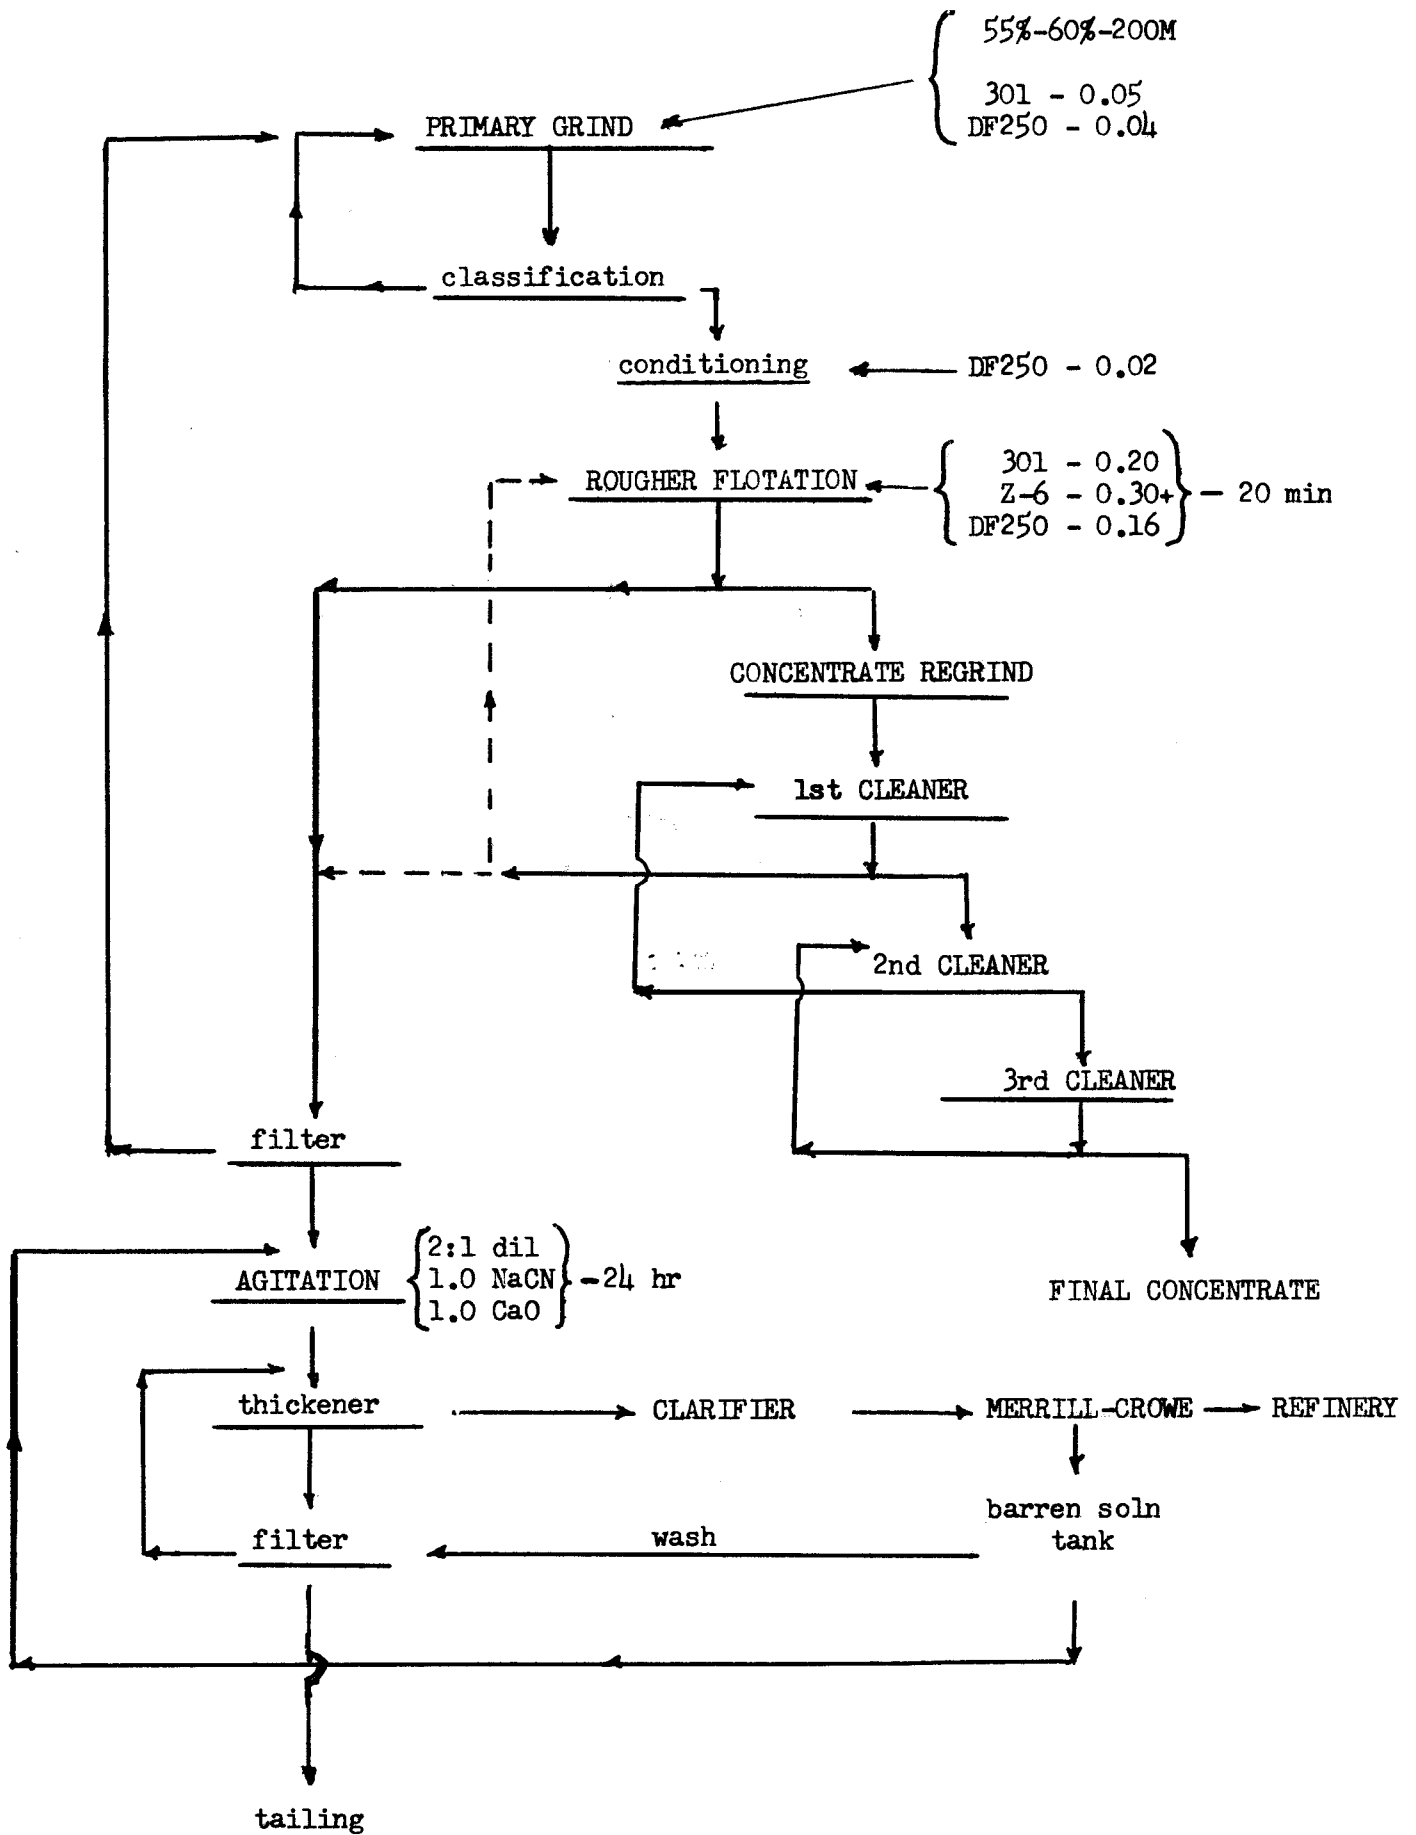 55%-60%-200M
301 - 0.05
DF250 - 0.04
PRIMARY GRIND
classification
conditioning
DF250 - 0.02
ROUGHER FLOTATION
301 - 0.20
Z-6 - 0.30+
DF250 - 0.16
- 20 min
CONCENTRATE REGRIND
1st CLEANER
2nd CLEANER
3rd CLEANER
filter
AGITATION
2:1 dil
1.0 NaCN
1.0 CaO
-24 hr
FINAL CONCENTRATE
thickener
CLARIFIER
MERRILL-CROWE
REFINERY
barren soln
tank
filter
wash
tailing